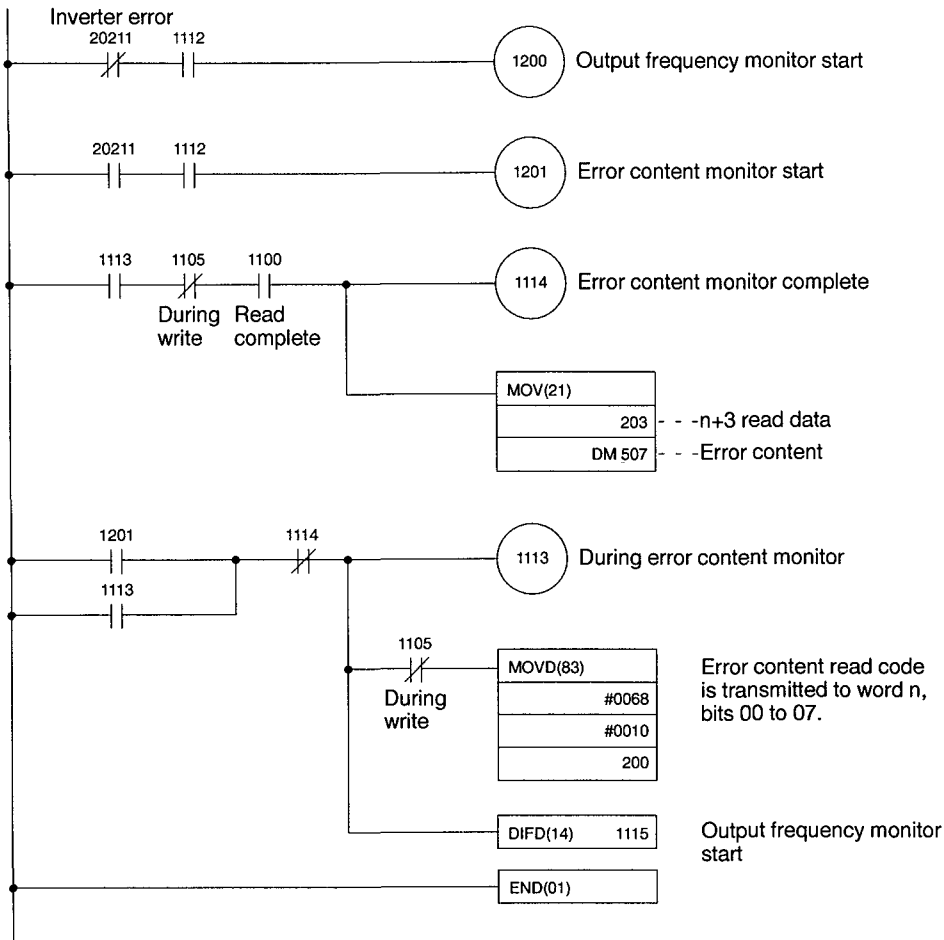 Inverter error
20211 1112
1200 Output frequency monitor start
20211 1112
1201 Error content monitor start
1113 1105 1100
1114 Error content monitor complete
During Read
write complete
MOV(21)
203 - - -n+3 read data
DM 507 - - -Error content
1201 1114
1113 During error content monitor
1113
1105
During
write
MOVD(83)
#0068
#0010
200
Error content read code
is transmitted to word n,
bits 00 to 07.
DIFD(14) 1115
Output frequency monitor
start
END(01)